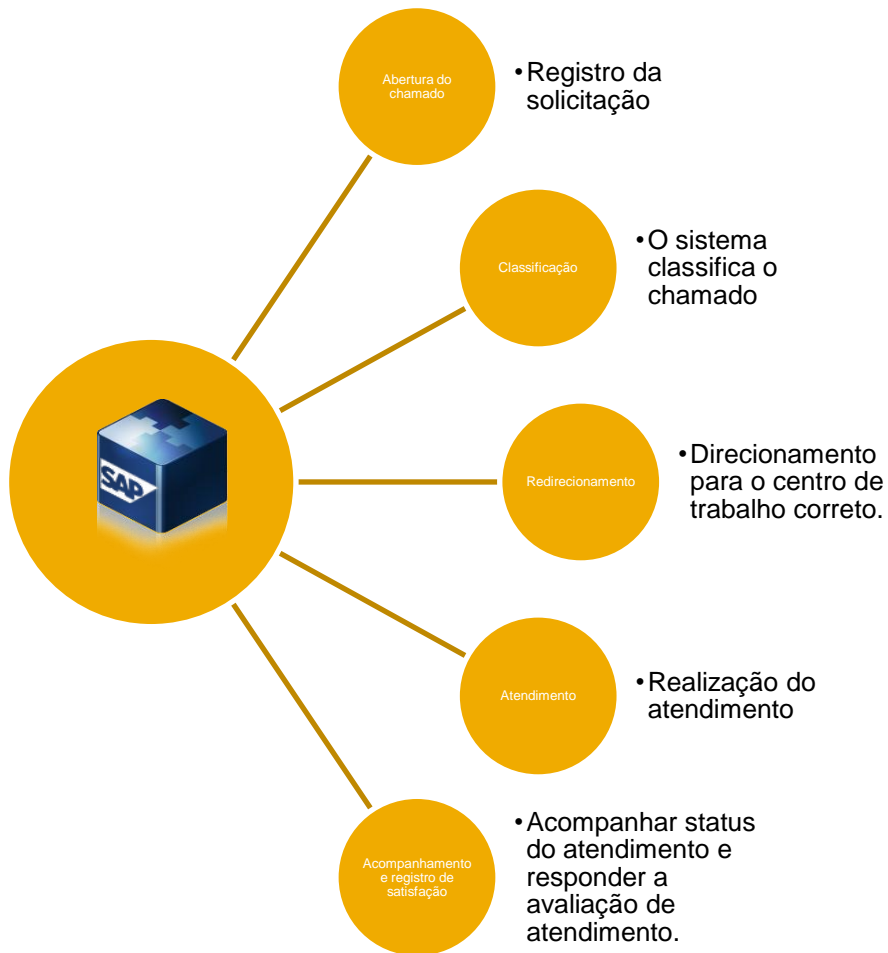 Abertura do
chamado
•Registro da
solicitação
Classificação
•O sistema
classifica o
chamado
SAP
Redirecionamento
•Direcionamento
para o centro de
trabalho correto.
Atendimento
•Realização do
atendimento
Acompanhamento
e registro de
satisfação
•Acompanhar status
do atendimento e
responder a
avaliação de
atendimento.